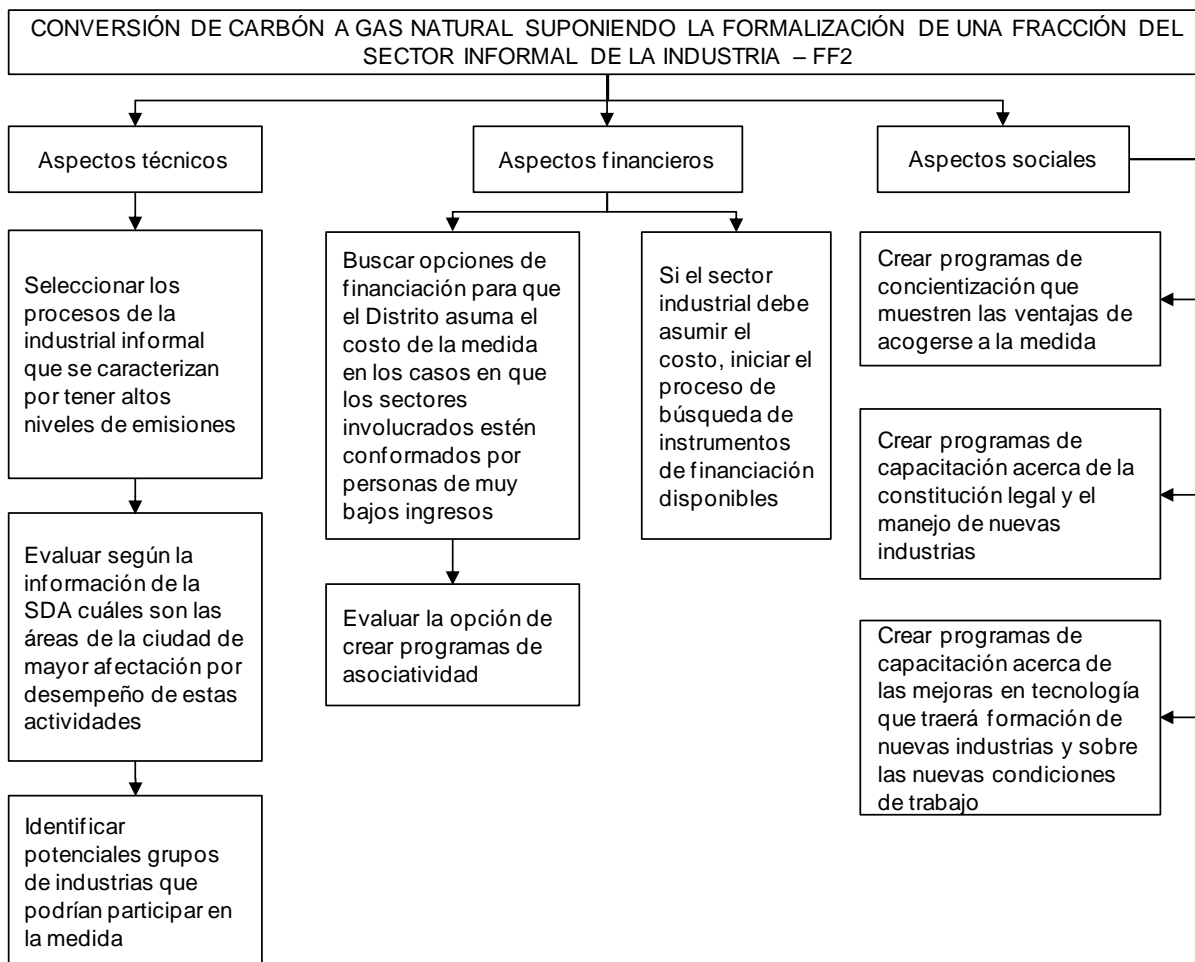 CONVERSIÓN DE CARBÓN A GAS NATURAL SUPONIENDO LA FORMALIZACIÓN DE UNA FRACCIÓN DEL
SECTOR INFORMAL DE LA INDUSTRIA – FF2
Aspectos técnicos
Seleccionar los
procesos de la
industrial informal
que se caracterizan
por tener altos
niveles de emisiones
Evaluar según la
información de la
SDA cuáles son las
áreas de la ciudad de
mayor afectación por
desempeño de estas
actividades
Identificar
potenciales grupos
de industrias que
podrían participar en
la medida
Aspectos financieros
Buscar opciones de
financiación para que
el Distrito asuma el
costo de la medida
en los casos en que
los sectores
involucrados estén
conformados por
personas de muy
bajos ingresos
Evaluar la opción de
crear programas de
asociatividad
Si el sector
industrial debe
asumir el
costo, iniciar el
proceso de
búsqueda de
instrumentos
de financiación
disponibles
Aspectos sociales
Crear programas de
concientización que
muestren las ventajas de
acogerse a la medida
Crear programas de
capacitación acerca de la
constitución legal y el
manejo de nuevas
industrias
Crear programas de
capacitación acerca de
las mejoras en tecnología
que traerá formación de
nuevas industrias y sobre
las nuevas condiciones
de trabajo